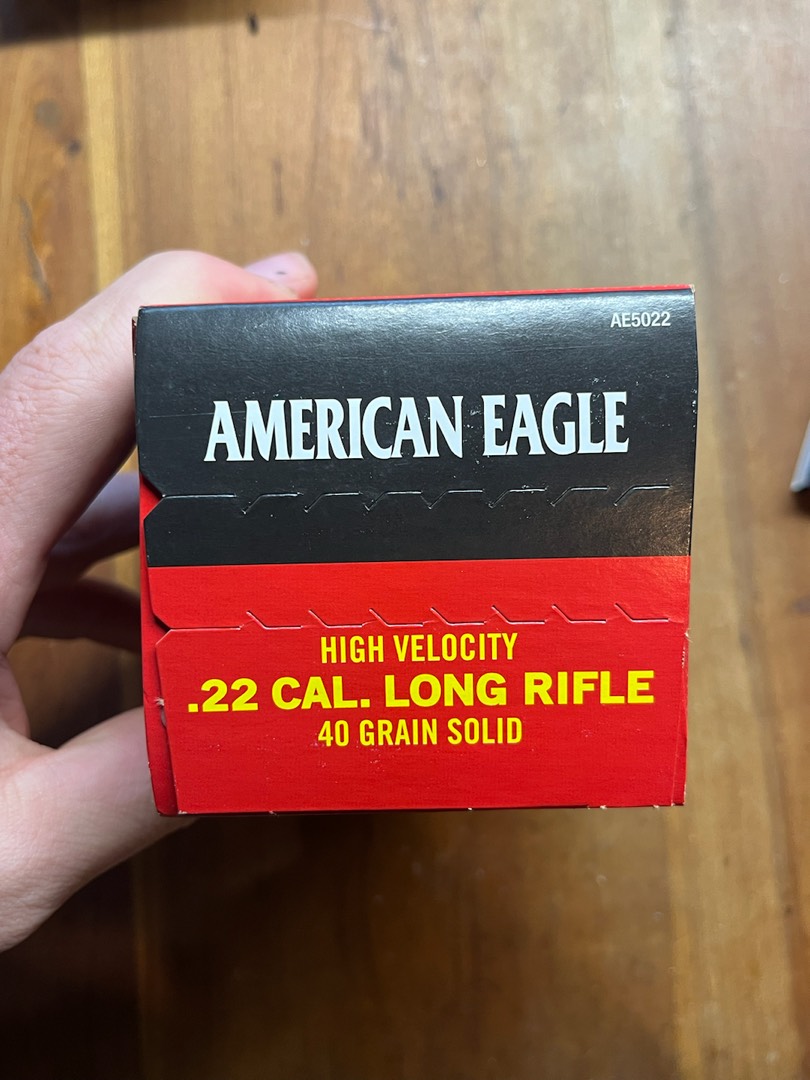 AE5022
AMERICAN EAGLE
HIGH VELOCITY
.22 CAL. LONG RIFLE
40 GRAIN SOLID